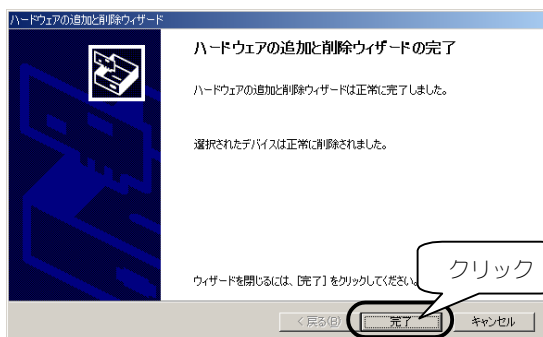 ハードウェアの追加と削除ウィザード
ハードウェアの追加と削除ウィザードの完了
ハードウェアの追加と削除ウィザードは正常に完了しました。
選択されたデバイスは正常に削除されました。
ウィザードを閉じるには、[完了] をクリックしてください。
クリック
< 戻る(B)
完了
キャンセル